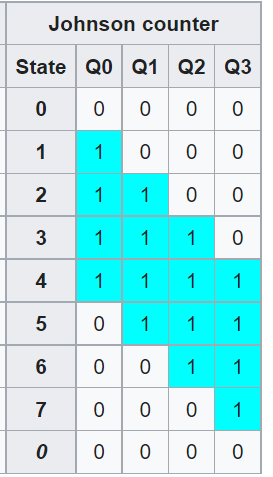 Johnson counter
State Q0 Q1 Q2 Q3
0 0 0 0 0
1 1 0 0 0
2 1 1 0 0
3 1 1 1 0
4 1 1 1 1
5 0 1 1 1
6 0 0 1 1
7 0 0 0 1
0 0 0 0 0